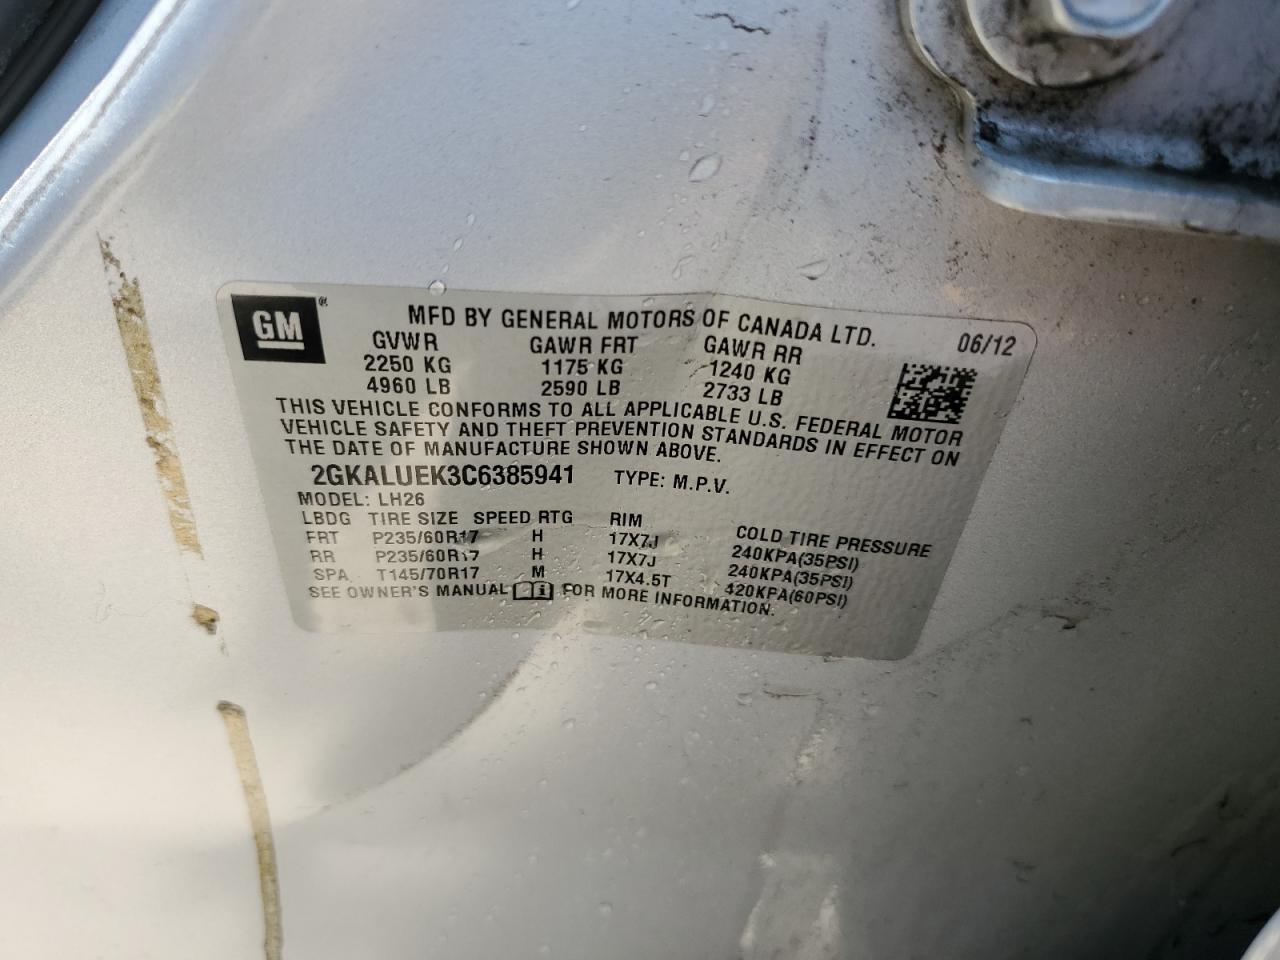 GM ®
MFD BY GENERAL MOTORS OF CANADA LTD. 06/12
GVWR GAWR FRT GAWR RR
2250 KG 1175 KG 1240 KG
4960 LB 2590 LB 2733 LB
THIS VEHICLE CONFORMS TO ALL APPLICABLE U.S. FEDERAL MOTOR
VEHICLE SAFETY AND THEFT PREVENTION STANDARDS IN EFFECT ON
THE DATE OF MANUFACTURE SHOWN ABOVE.
2GKALUEK3C6385941 TYPE: M.P.V.
MODEL: LH26
LBDG TIRE SIZE SPEED RTG RIM COLD TIRE PRESSURE
FRT P235/60R17 H 17X7J 240KPA(35PSI)
RR P235/60R17 H 17X7J 240KPA(35PSI)
SPA T145/70R17 M 17X4.5T 420KPA(60PSI)
SEE OWNER'S MANUAL i FOR MORE INFORMATION.